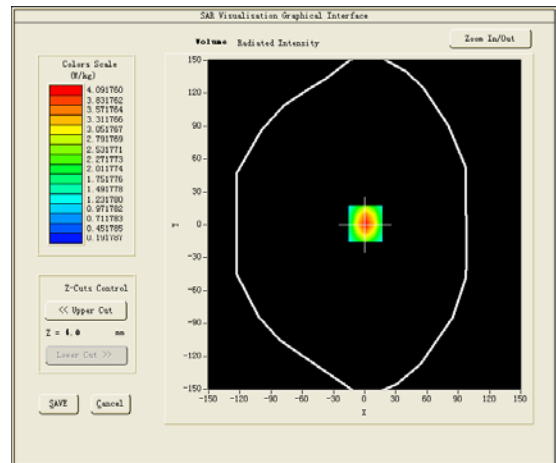 SAR Visualisation Graphical Interface
Volume Radiated Intensity
Zoom In/Out
Colors Scale
(W/kg)
4.091760
3.831762
3.571764
3.311766
3.051767
2.791769
2.531771
2.271773
2.011774
1.751776
1.491778
1.231780
0.971782
0.711783
0.451785
0.191787
Z-Cuts Control
<< Upper Cut
Z = 4.0 mm
Lower Cut >>
SAVE
Cancel
150
120
90
60
30
0
-30
-60
-90
-120
-150
Y
-150 -120 -90 -60 -30 0 30 60 90 120 150
X